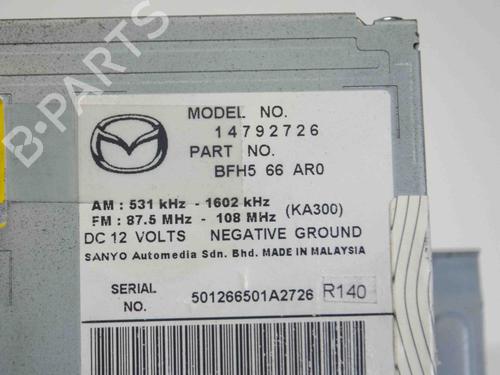 MODEL NO.
14792726
PART NO.
BFH5 66 AR0
AM : 531 kHz - 1602 kHz
FM : 87.5 MHz - 108 MHz (KA300)
DC 12 VOLTS NEGATIVE GROUND
SANYO Automedia Sdn. Bhd. MADE IN MALAYSIA
SERIAL NO. 501266501A2726 R140
B-PARTS